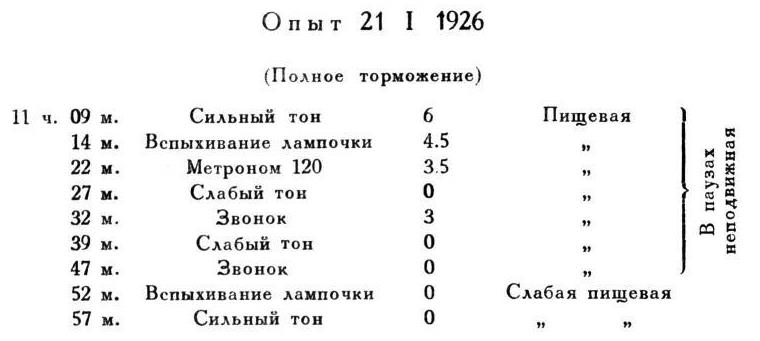 Опыт 21 I 1926
(Полное торможение)
11 ч. 09 м. Сильный тон 6 Пищевая
14 м. Вспыхивание лампочки 4.5 „
22 м. Метроном 120 3.5 „
27 м. Слабый тон 0 „
32 м. Звонок 3 „
39 м. Слабый тон 0 „
47 м. Звонок 0 „
52 м. Вспыхивание лампочки 0 Слабая пищевая
57 м. Сильный тон 0 „ „
В паузах
неподвижная